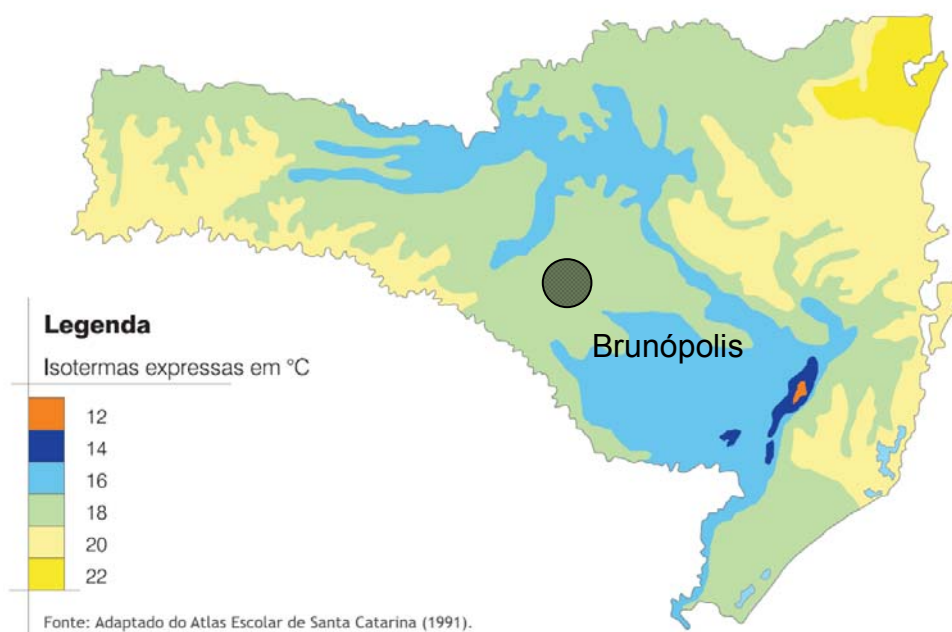 Brunópolis
Legenda
Isotermas expressas em °C
12
14
16
18
20
22
Fonte: Adaptado do Atlas Escolar de Santa Catarina (1991).